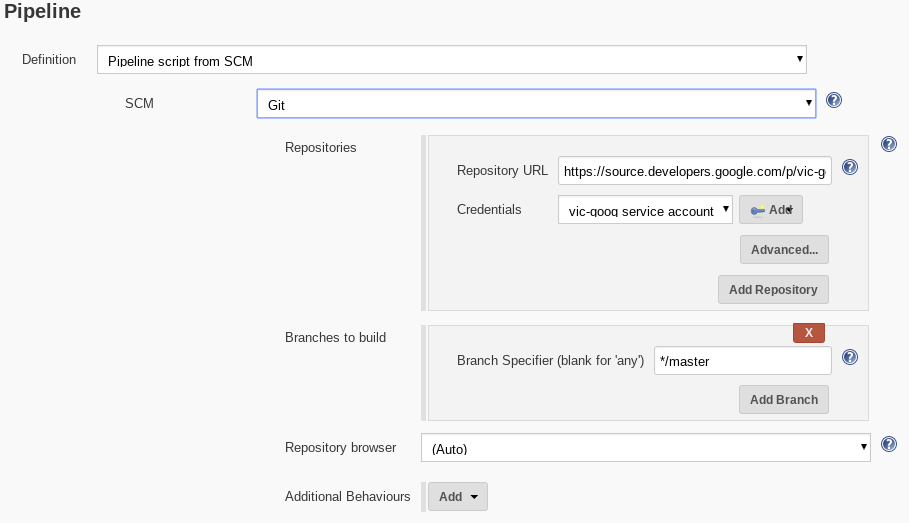 Pipeline
Definition Pipeline script from SCM
SCM Git
Repositories
Repository URL https://source.developers.google.com/p/vic-g
Credentials vic-goog service account Add
Advanced...
Add Repository
X
Branches to build
Branch Specifier (blank for 'any') */master
Add Branch
Repository browser (Auto)
Additional Behaviours Add